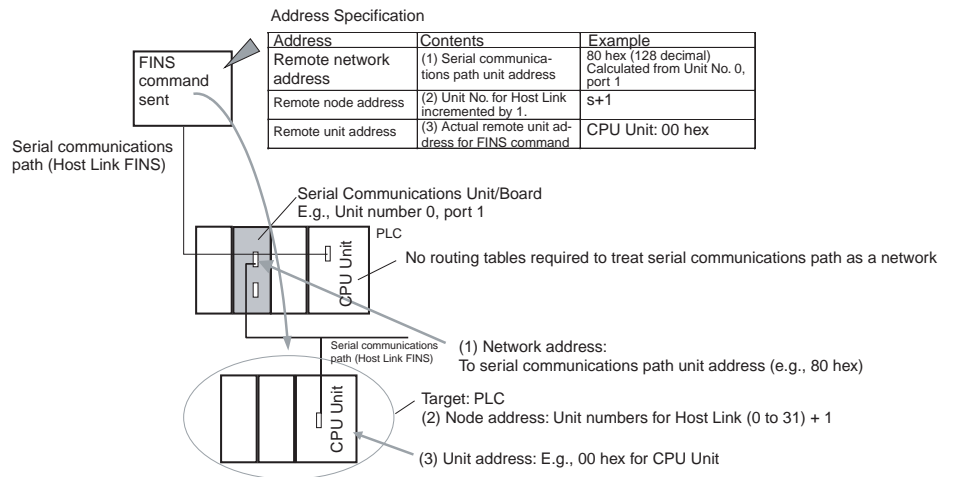 Address Specification
Address Contents Example
Remote network address (1) Serial communica-tions path unit address 80 hex (128 decimal) Calculated from Unit No. 0, port 1
Remote node address (2) Unit No. for Host Link incremented by 1. s+1
Remote unit address (3) Actual remote unit ad-dress for FINS command CPU Unit: 00 hex
FINS
command
sent
Serial communications
path (Host Link FINS)
Serial Communications Unit/Board
E.g., Unit number 0, port 1
PLC
CPU Unit
No routing tables required to treat serial communications path as a network
Serial communications
path (Host Link FINS)
(1) Network address:
To serial communications path unit address (e.g., 80 hex)
CPU Unit
Target: PLC
(2) Node address: Unit numbers for Host Link (0 to 31) + 1
(3) Unit address: E.g., 00 hex for CPU Unit